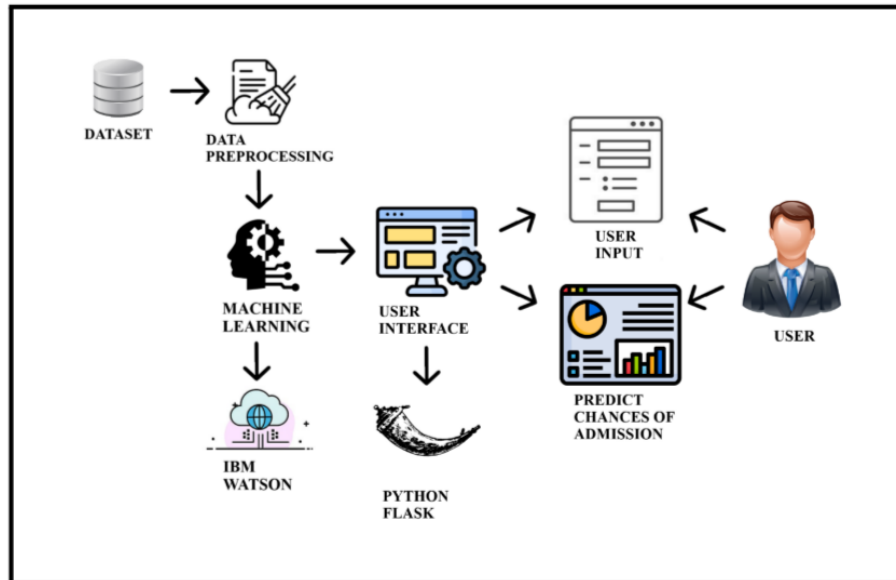 DATASET
DATA
PREPROCESSING
MACHINE
LEARNING
USER
INTERFACE
USER
INPUT
USER
PREDICT
CHANCES OF
ADMISSION
IBM
WATSON
PYTHON
FLASK